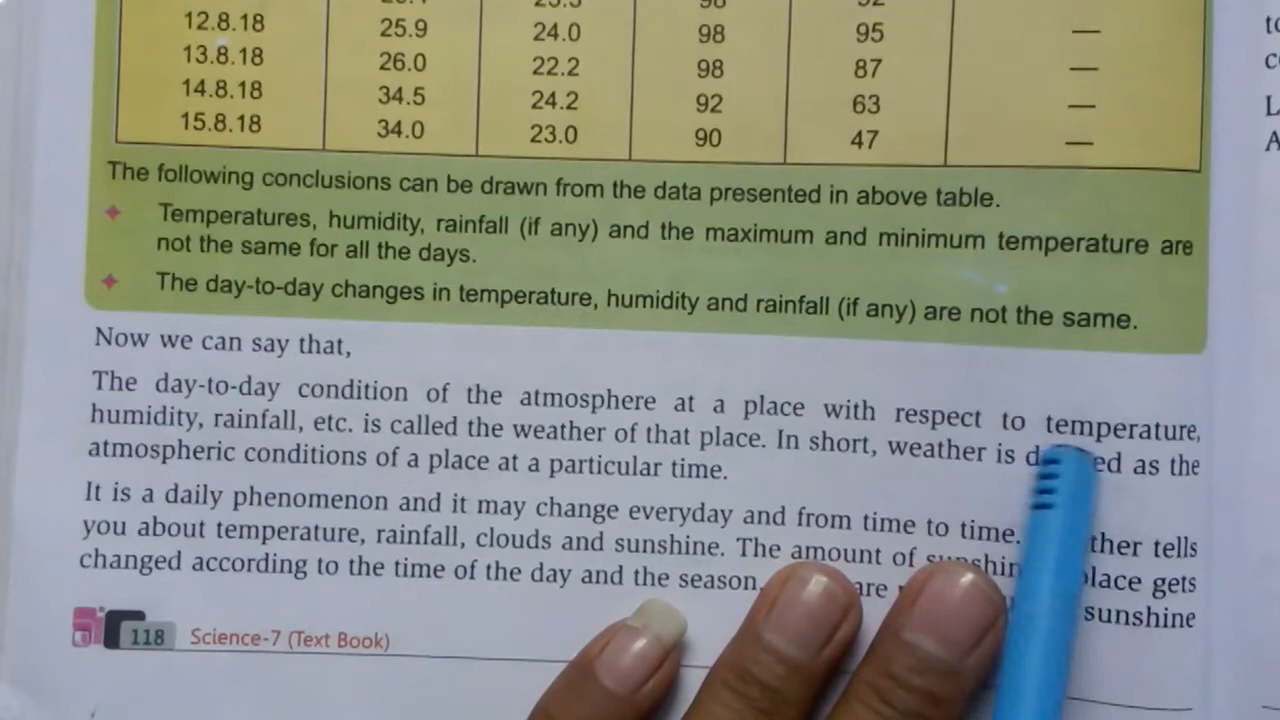 12.8.18 25.9 24.0 98 95 —
13.8.18 26.0 22.2 98 87 —
14.8.18 34.5 24.2 92 63 —
15.8.18 34.0 23.0 90 47 —
The following conclusions can be drawn from the data presented in above table.
Temperatures, humidity, rainfall (if any) and the maximum and minimum temperature are
not the same for all the days.
The day-to-day changes in temperature, humidity and rainfall (if any) are not the same.
Now we can say that,
The day-to-day condition of the atmosphere at a place with respect to temperature,
humidity, rainfall, etc. is called the weather of that place. In short, weather is as the
atmospheric conditions of a place at a particular time.
It is a daily phenomenon and it may change everyday and from time to time. tells
you about temperature, rainfall, clouds and sunshine. The amount of place gets
changed according to the time of the day and the season. are sunshine
118 Science-7 (Text Book)